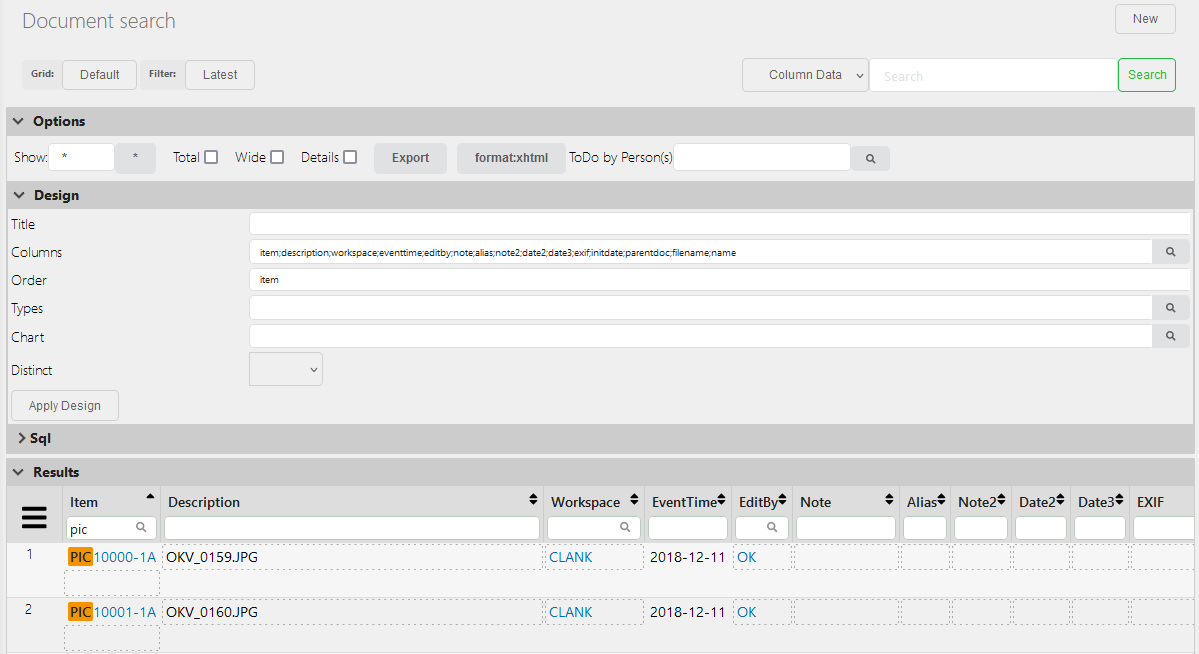 Document search
New
Grid: Default Filter: Latest Column Data Search Search
Options
Show: * * Total Wide Details Export format:xhtml ToDo by Person(s)
Design
Title
Columns item;description;workspace;eventtime;editby;note;alias;note2;date2;date3;exif;initdate;parentdoc;filename;name
Order item
Types
Chart
Distinct
Apply Design
Sql
Results
Item Description Workspace EventTime EditBy Note Alias Note2 Date2 Date3 EXIF
pic
1 PIC10000-1A OKV_0159.JPG CLANK 2018-12-11 OK
2 PIC10001-1A OKV_0160.JPG CLANK 2018-12-11 OK